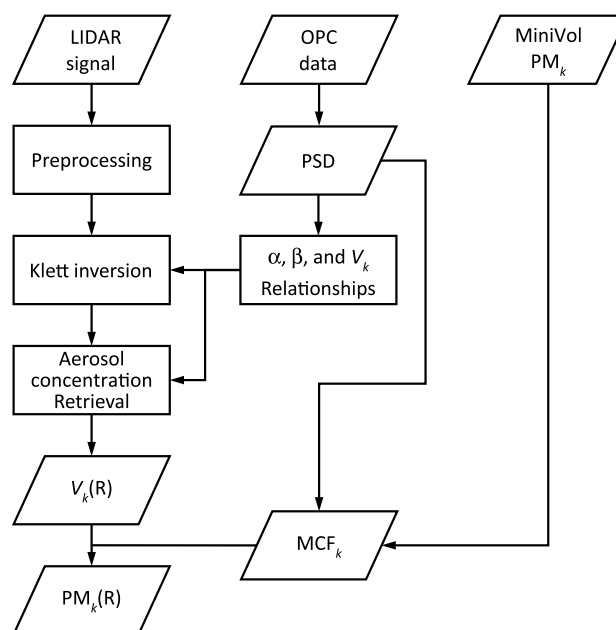 LIDAR
signal
OPC
data
MiniVol
PMₖ
Preprocessing
PSD
Klett inversion
α, β, and Vₖ
Relationships
Aerosol
concentration
Retrieval
Vₖ(R)
MCFₖ
PMₖ(R)